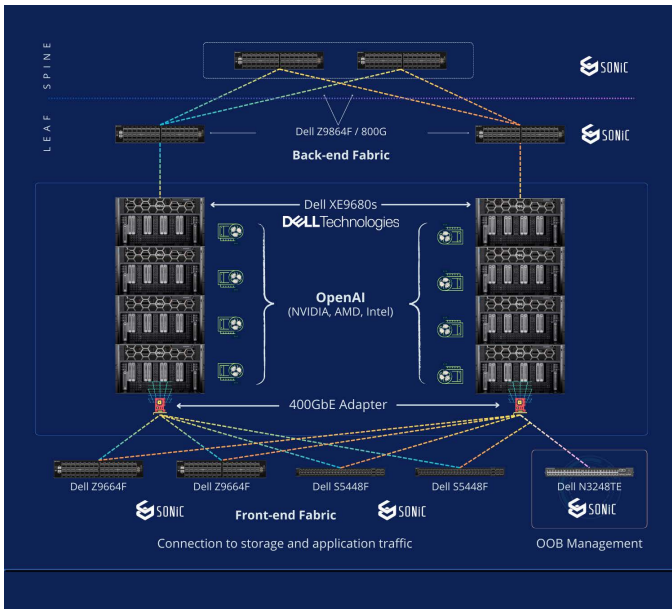 SPINE
SONiC
LEAF
Dell Z9864F / 800G
SONiC
Back-end Fabric
Dell XE9680s
DELLTechnologies
OpenAI
(NVIDIA, AMD, Intel)
400GbE Adapter
Dell Z9664F
Dell Z9664F
Dell S5448F
Dell S5448F
Dell N3248TE
SONiC
Front-end Fabric
SONiC
SONiC
Connection to storage and application traffic
OOB Management